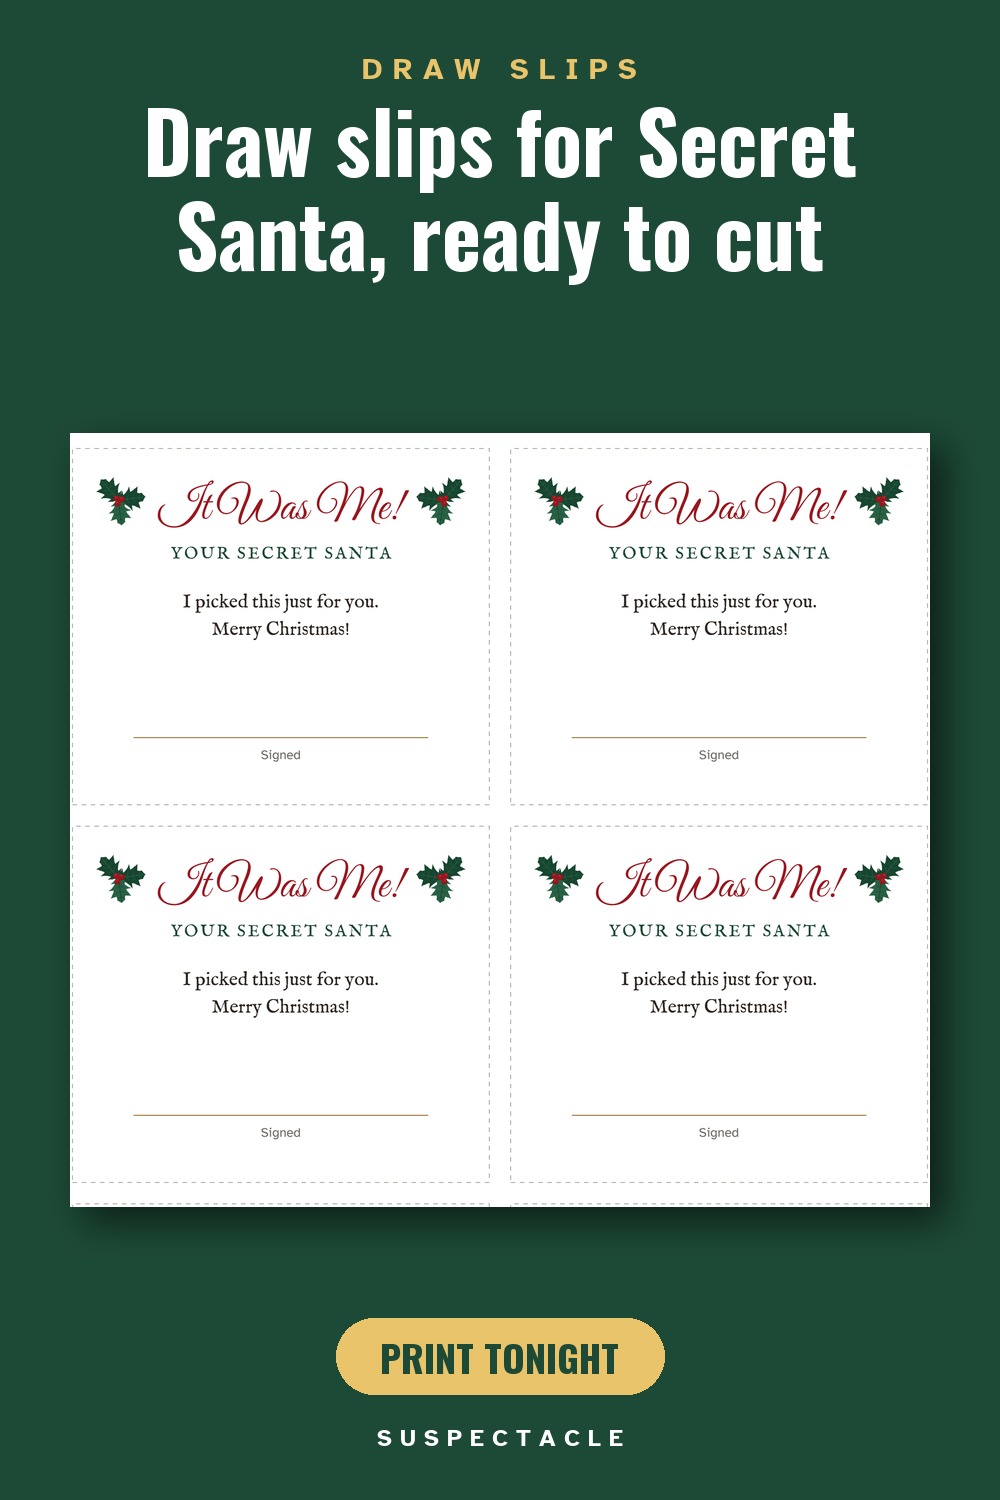 DRAW SLIPS
Draw slips for Secret
Santa, ready to cut
It Was Me!
YOUR SECRET SANTA
I picked this just for you.
Merry Christmas!
Signed
It Was Me!
YOUR SECRET SANTA
I picked this just for you.
Merry Christmas!
Signed
It Was Me!
YOUR SECRET SANTA
I picked this just for you.
Merry Christmas!
Signed
It Was Me!
YOUR SECRET SANTA
I picked this just for you.
Merry Christmas!
Signed
PRINT TONIGHT
SUSPECTACLE